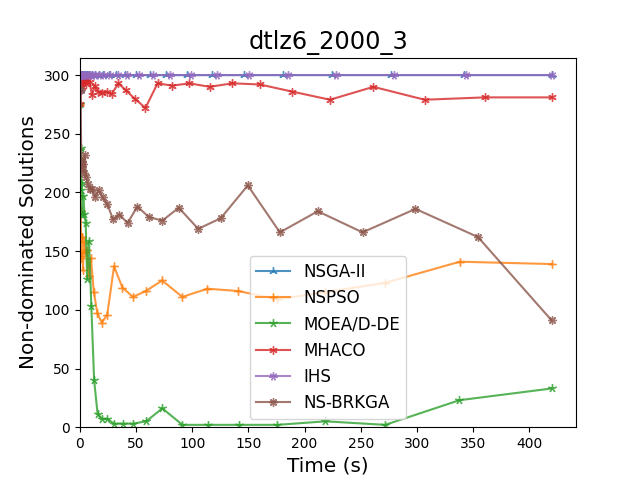 dtlz6_2000_3
Non-dominated Solutions
300
250
200
150
100
50
0
NSGA-II
NSPSO
MOEA/D-DE
MHACO
IHS
NS-BRKGA
0 50 100 150 200 250 300 350 400
Time (s)